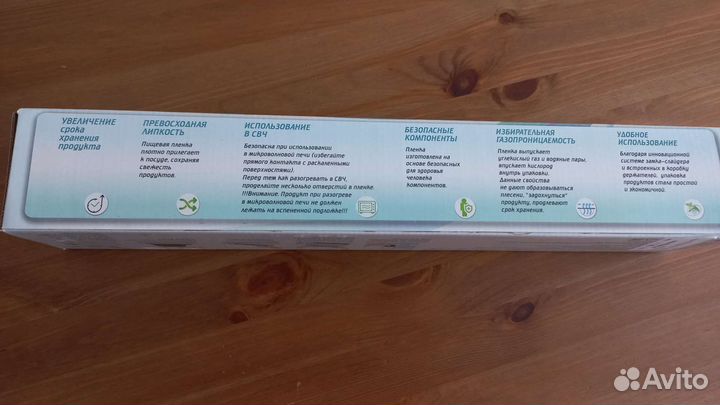 УВЕЛИЧЕНИЕ
срока
хранения
продукта
ПРЕВОСХОДНАЯ
ЛИПКОСТЬ
Пищевая пленка
плотно прилегает
к посуде, сохраняя
свежесть
продуктов.
ИСПОЛЬЗОВАНИЕ
В СВЧ
Безопасна при использовании
в микроволновой печи (избегайте
прямого контакта с раскаленными
поверхностями).
Перед тем как разогревать в СВЧ,
проделайте несколько отверстий в пленке.
!!!Внимание. Продукт при разогреве
в микроволновой печи не должен
лежать на вспененной подложке!!!
БЕЗОПАСНЫЕ
КОМПОНЕНТЫ
Пленка
изготовлена на
основе безопасных
для здоровья
человека
компонентов.
ИЗБИРАТЕЛЬНАЯ
ГАЗОПРОНИЦАЕМОСТЬ
Пленка выпускает
углекислый газ и водяные пары,
впускает кислород
внутрь упаковки.
Данные свойства
не дают образовываться
плесени, "задохнуться"
продукту, продлевают
срок хранения.
УДОБНОЕ
ИСПОЛЬЗОВАНИЕ
Благодаря инновационной
системе замка-слайдера
и встроенных в коробку
держателей, упаковка
продуктов стала простой
и экономичной.
Avito